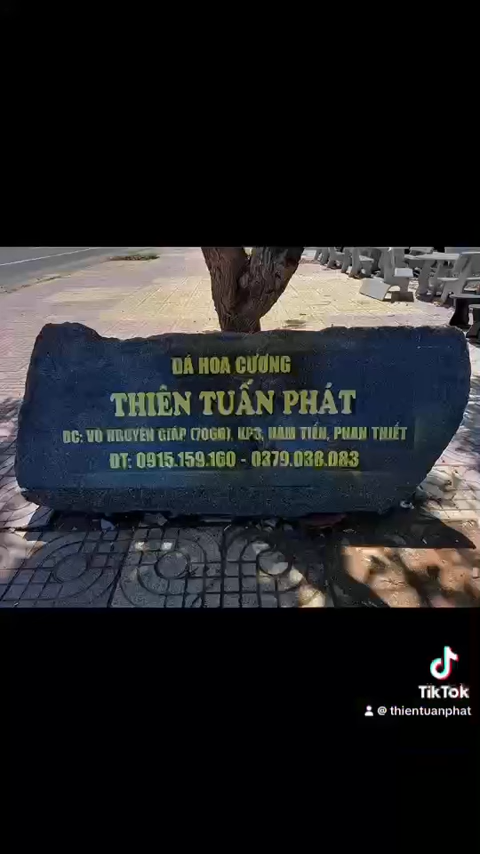 ĐÁ HOA CƯƠNG
THIÊN TUẤN PHÁT
ĐC: VÕ NGUYÊN GIÁP (706B), KP3, HÀM TIẾN, PHAN THIẾT
ĐT: 0915.159.160 - 0379.038.083
TikTok
@ thientuanphat